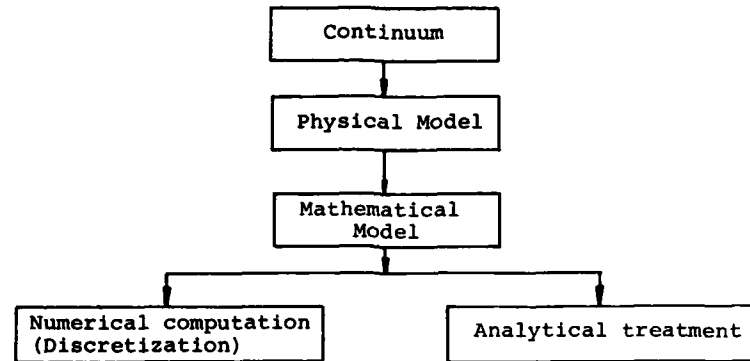 Continuum
Physical Model
Mathematical
Model
Numerical computation
(Discretization)
Analytical treatment